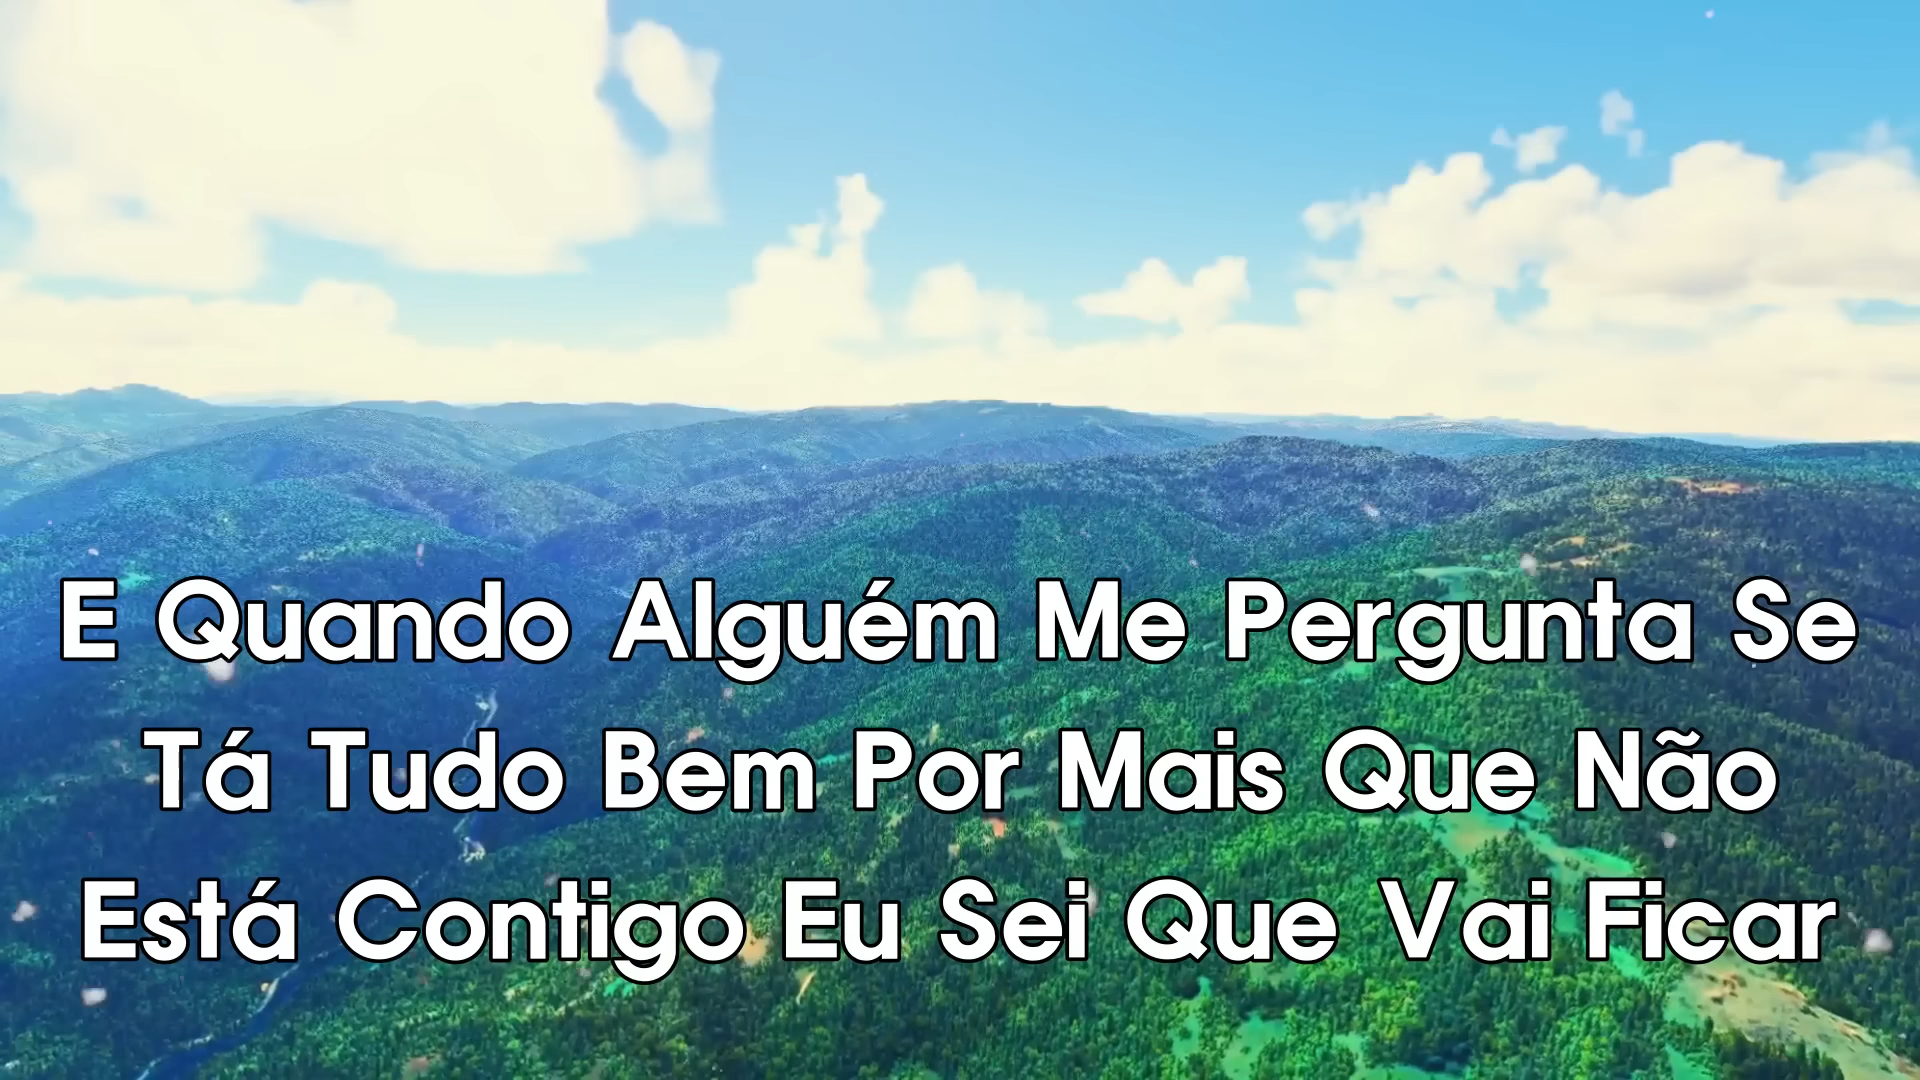 E Quando Alguém Me Pergunta Se
Tá Tudo Bem Por Mais Que Não
Está Contigo Eu Sei Que Vai Ficar